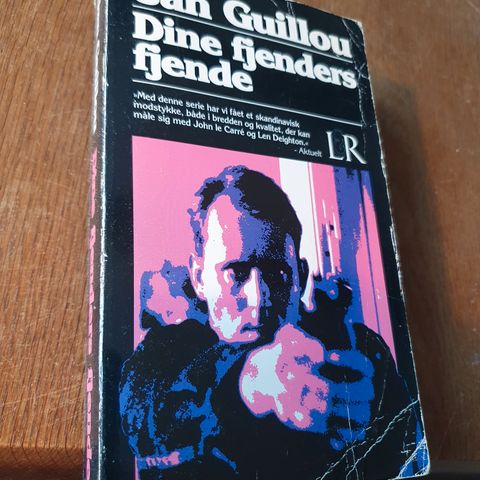 Jan Guillou
Dine fjenders
fjende
»Med denne serie har vi fået et skandinavisk
modstykke, både i bredden og kvalitet, der kan
måle sig med John le Carré og Len Deighton.«
- Aktuelt
LR